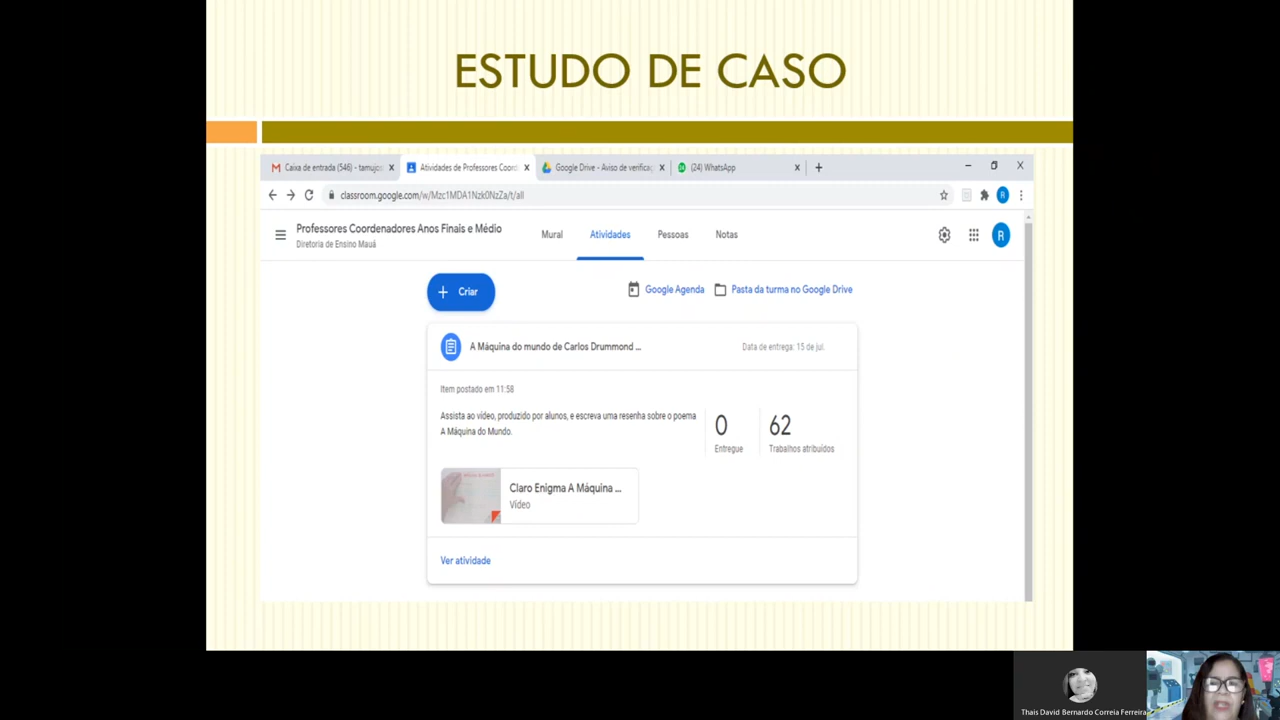 ESTUDO DE CASO
Caixa de entrada (546) - tamujcs
Atividades de Professores Coord
Google Drive - Aviso de verifica
(24) WhatsApp
classroom.google.com/w/Mzc1MDA1Nzk0NzZa/t/all
Professores Coordenadores Anos Finais e Médio
Diretoria de Ensino Mauá
Mural
Atividades
Pessoas
Notas
R
R
+ Criar
Google Agenda
Pasta da turma no Google Drive
A Máquina do mundo de Carlos Drummond ...
Data de entrega: 15 de jul.
Item postado em 11:58
Assista ao vídeo, produzido por alunos, e escreva uma resenha sobre o poema
A Máquina do Mundo.
0
Entregue
62
Trabalhos atribuídos
Claro Enigma A Máquina ...
Vídeo
Ver atividade
Thais David Bernardo Correia Ferreira